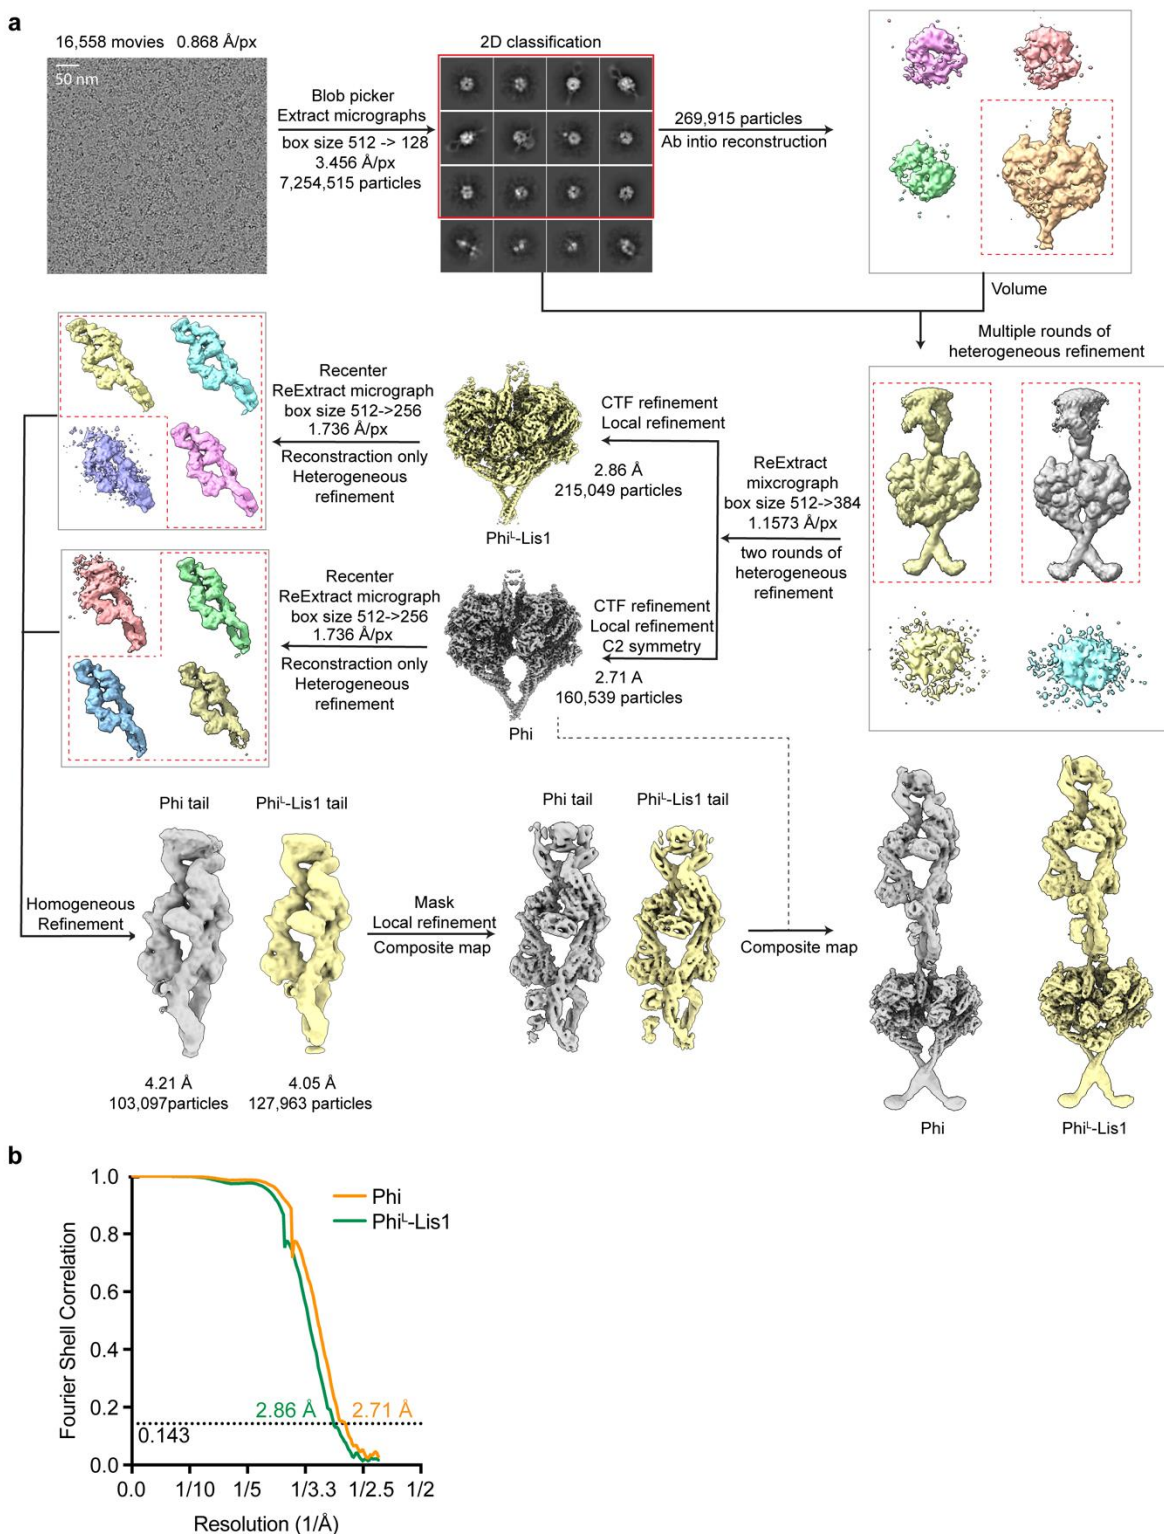 a
16,558 movies 0.868 Å/px
50 nm
Blob picker
Extract micrographs
box size 512 -> 128
3.456 Å/px
7,254,515 particles
2D classification
269,915 particles
Ab intio reconstruction
Volume
Multiple rounds of
heterogeneous refinement
Recenter
ReExtract micrograph
box size 512->256
1.736 Å/px
Reconstraction only
Heterogeneous
refinement
Phiᴸ-Lis1
CTF refinement
Local refinement
2.86 Å
215,049 particles
ReExtract
mixcrograph
box size 512->384
1.1573 Å/px
two rounds of
heterogeneous
refinement
Recenter
ReExtract micrograph
box size 512->256
1.736 Å/px
Reconstraction only
Heterogeneous
refinement
Phi
CTF refinement
Local refinement
C2 symmetry
2.71 A
160,539 particles
Phi tail
Phiᴸ-Lis1 tail
Homogeneous
Refinement
4.21 Å
103,097particles
4.05 Å
127,963 particles
Mask
Local refinement
Composite map
Phi tail
Phiᴸ-Lis1 tail
Composite map
Phi
Phiᴸ-Lis1
b
Fourier Shell Correlation
1.0
0.8
0.6
0.4
0.2
0.0
Phi
Phiᴸ-Lis1
2.86 Å
2.71 Å
0.143
0.0 1/10 1/5 1/3.3 1/2.5 1/2
Resolution (1/Å)